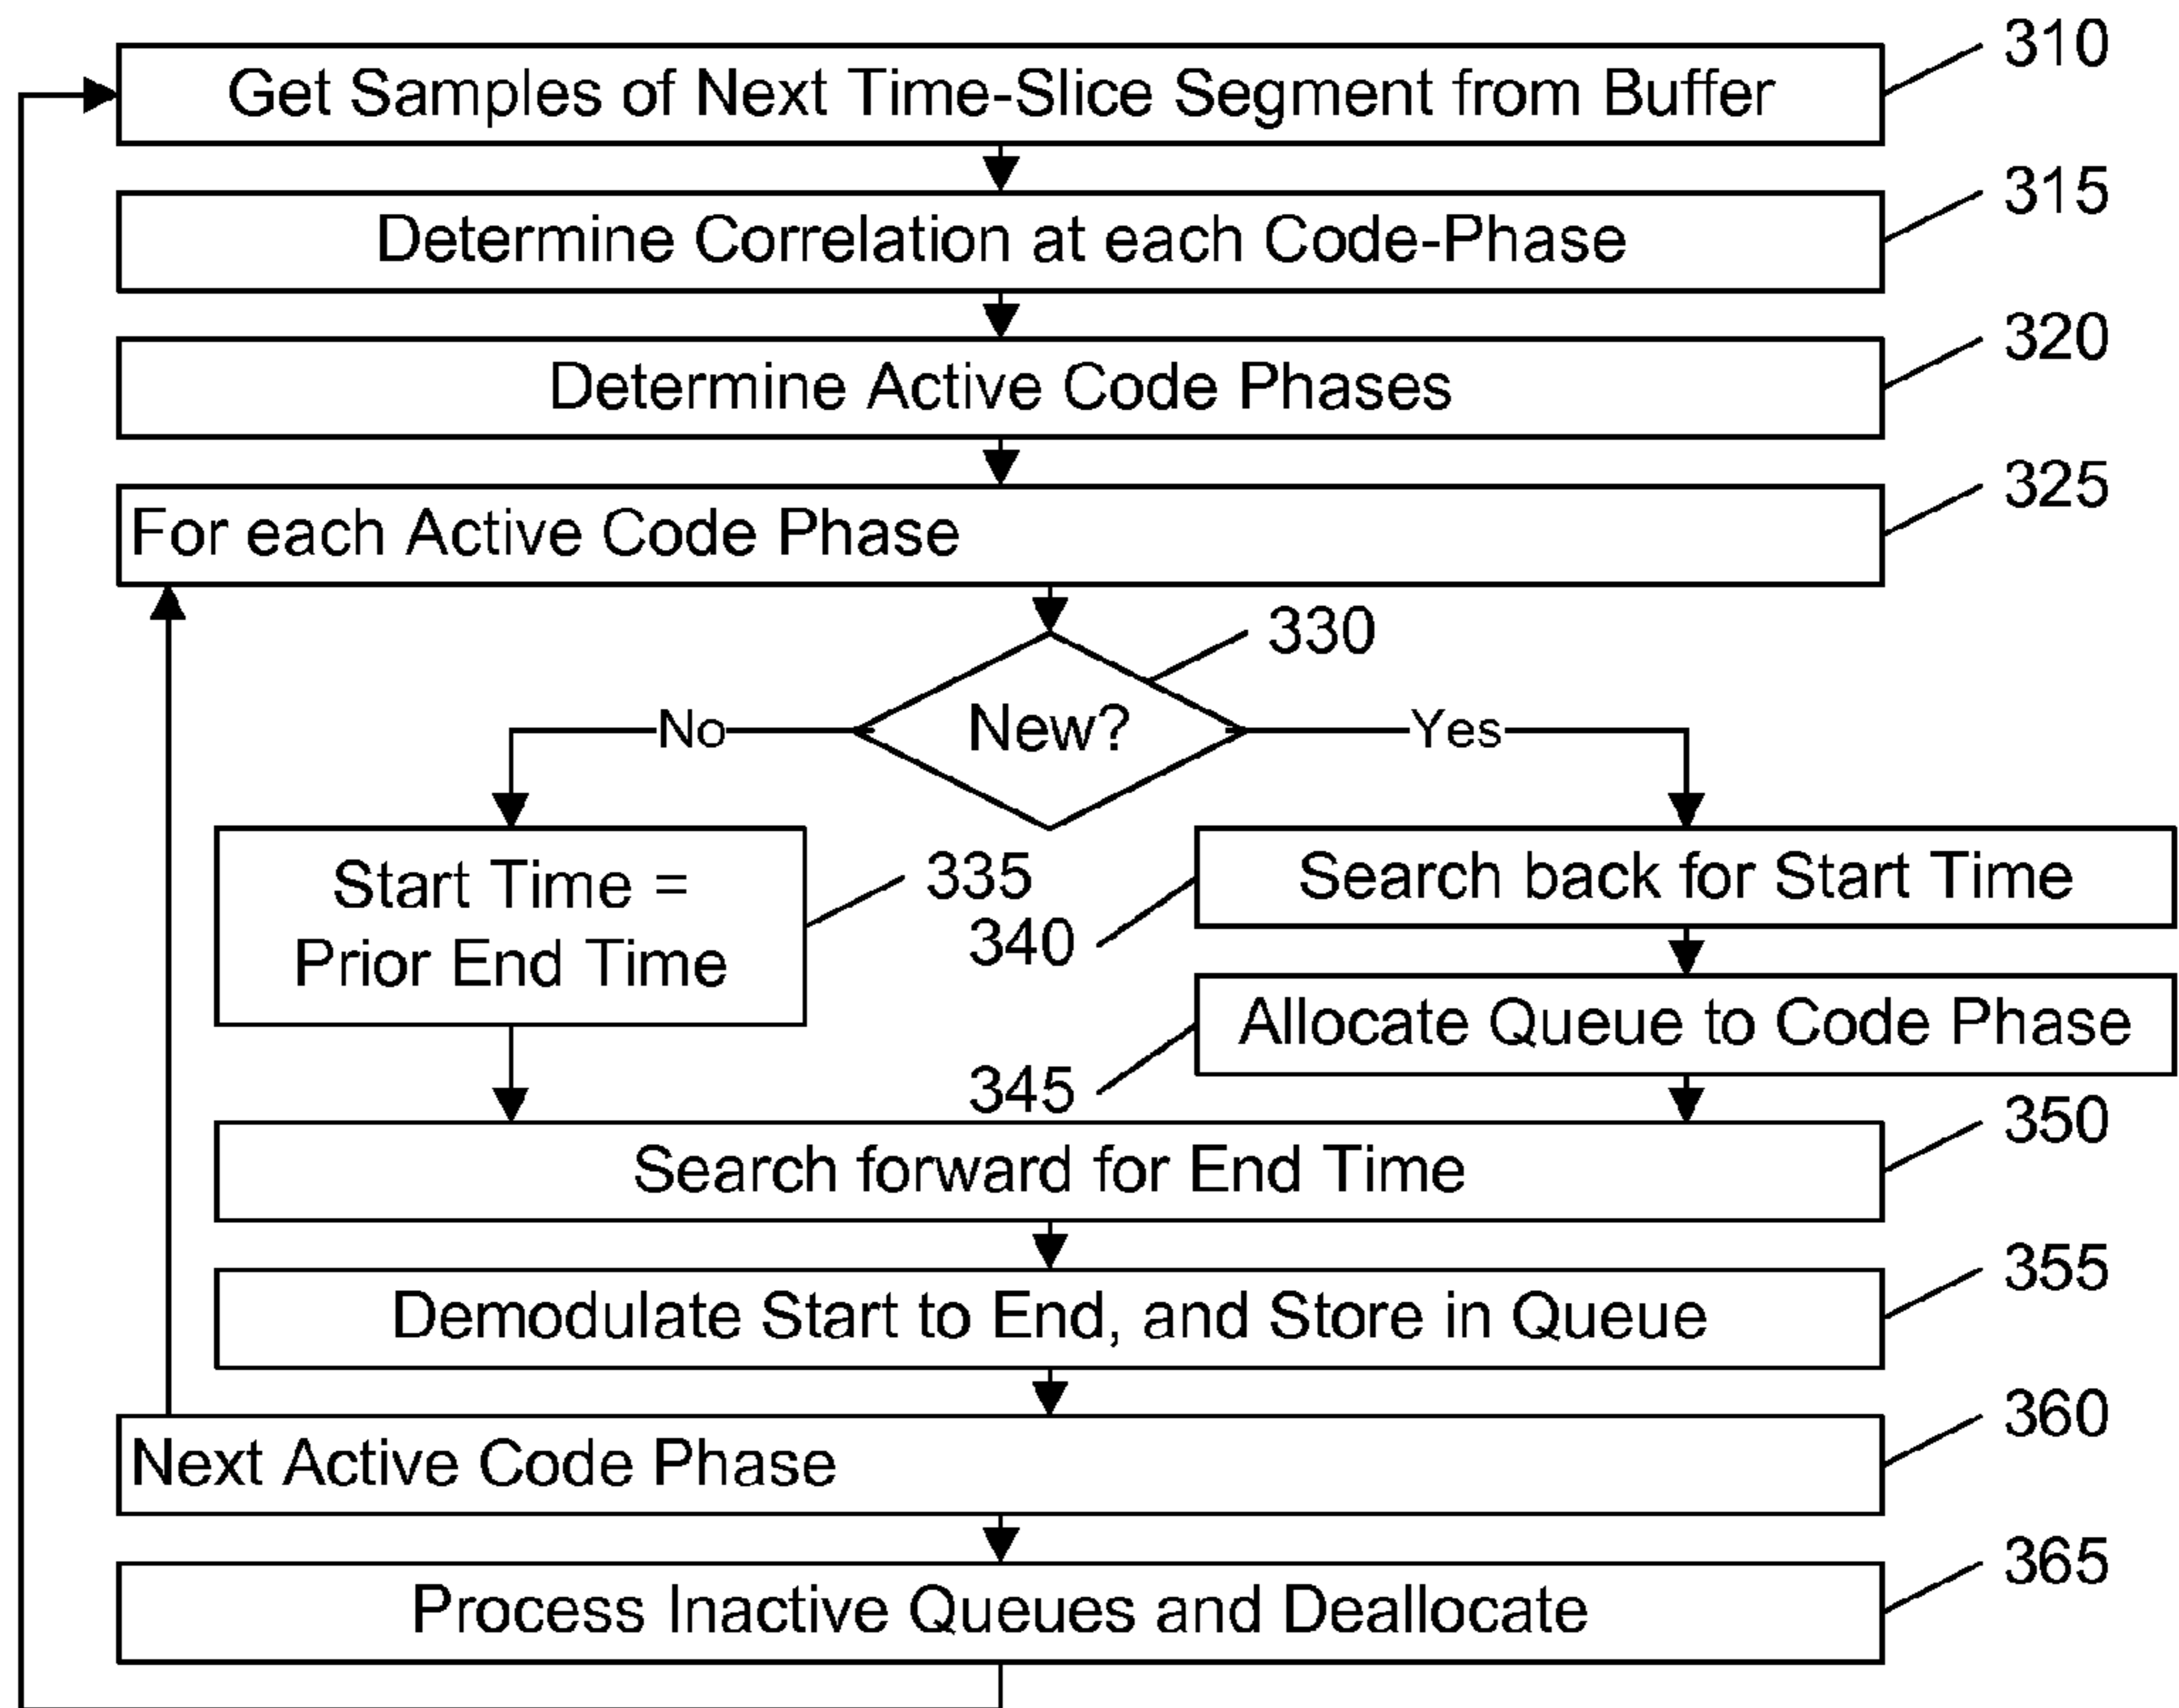 310
Get Samples of Next Time-Slice Segment from Buffer
315
Determine Correlation at each Code-Phase
320
Determine Active Code Phases
325
For each Active Code Phase
330
New?
No
Yes
Start Time =
Prior End Time
335
Search back for Start Time
340
Allocate Queue to Code Phase
345
350
Search forward for End Time
355
Demodulate Start to End, and Store in Queue
360
Next Active Code Phase
365
Process Inactive Queues and Deallocate